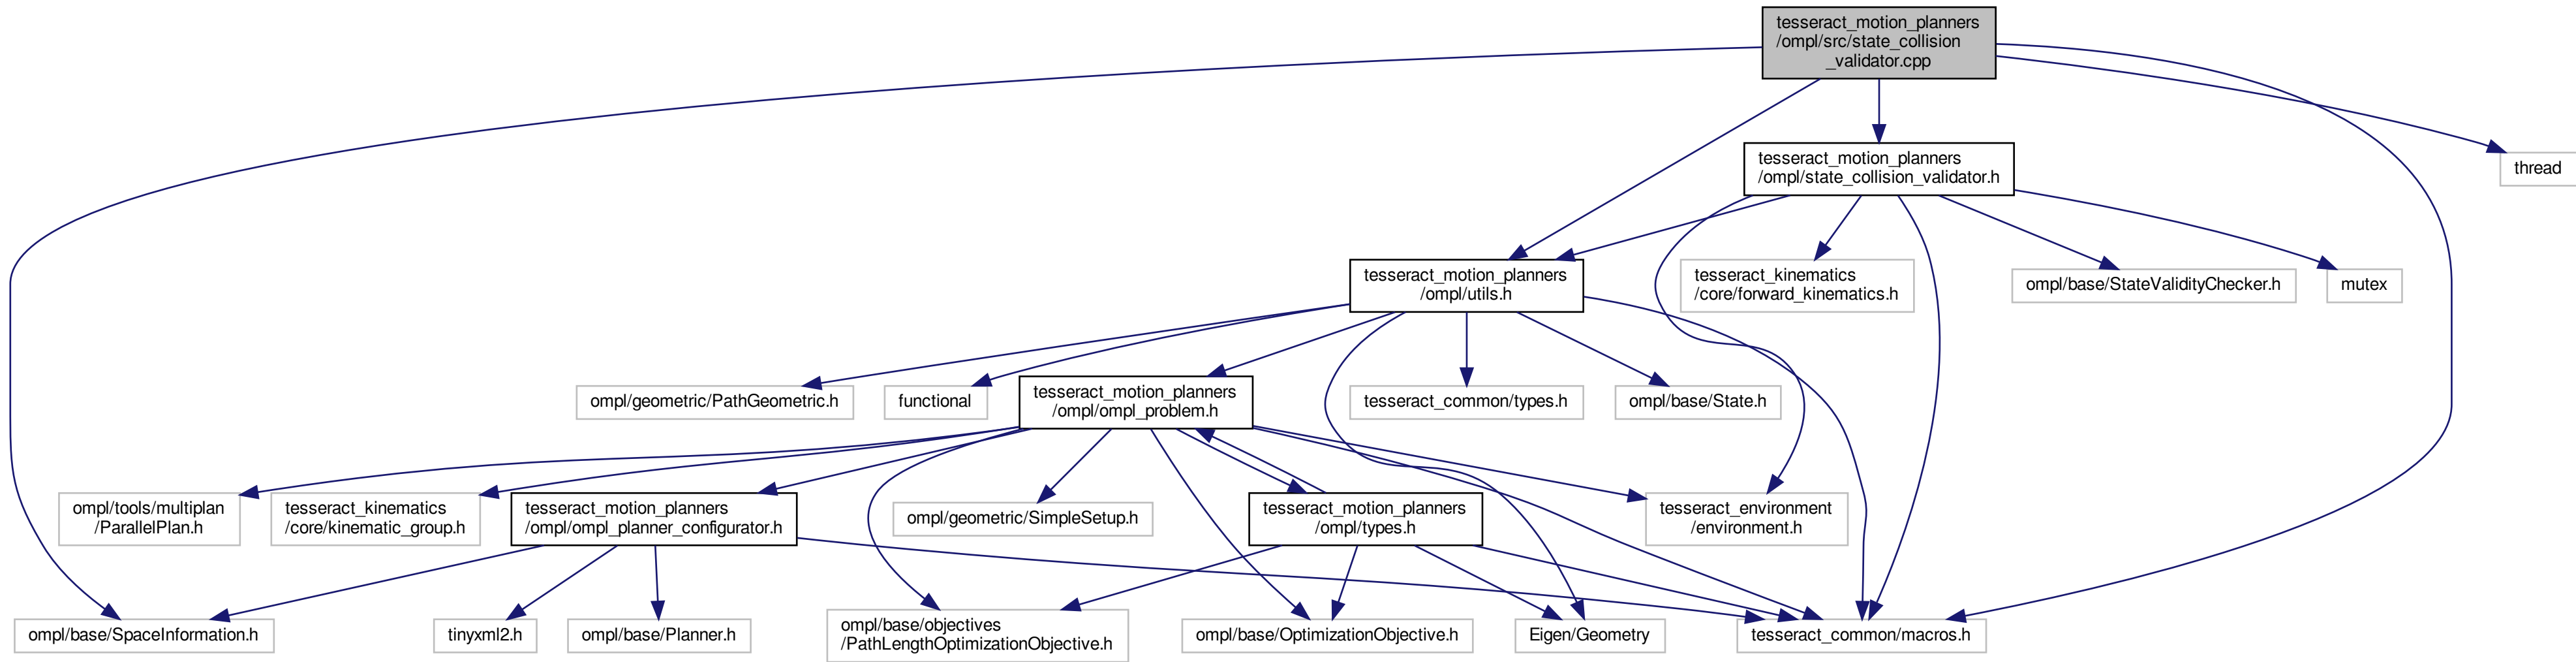 tesseract_motion_planners
/ompl/src/state_collision
_validator.cpp
thread
tesseract_motion_planners
/ompl/state_collision_validator.h
tesseract_motion_planners
/ompl/utils.h
tesseract_kinematics
/core/forward_kinematics.h
ompl/base/StateValidityChecker.h
mutex
ompl/geometric/PathGeometric.h
functional
tesseract_motion_planners
/ompl/ompl_problem.h
tesseract_common/types.h
ompl/base/State.h
ompl/tools/multiplan
/ParallelPlan.h
tesseract_kinematics
/core/kinematic_group.h
tesseract_motion_planners
/ompl/ompl_planner_configurator.h
ompl/geometric/SimpleSetup.h
tesseract_motion_planners
/ompl/types.h
tesseract_environment
/environment.h
ompl/base/SpaceInformation.h
tinyxml2.h
ompl/base/Planner.h
ompl/base/objectives
/PathLengthOptimizationObjective.h
ompl/base/OptimizationObjective.h
Eigen/Geometry
tesseract_common/macros.h